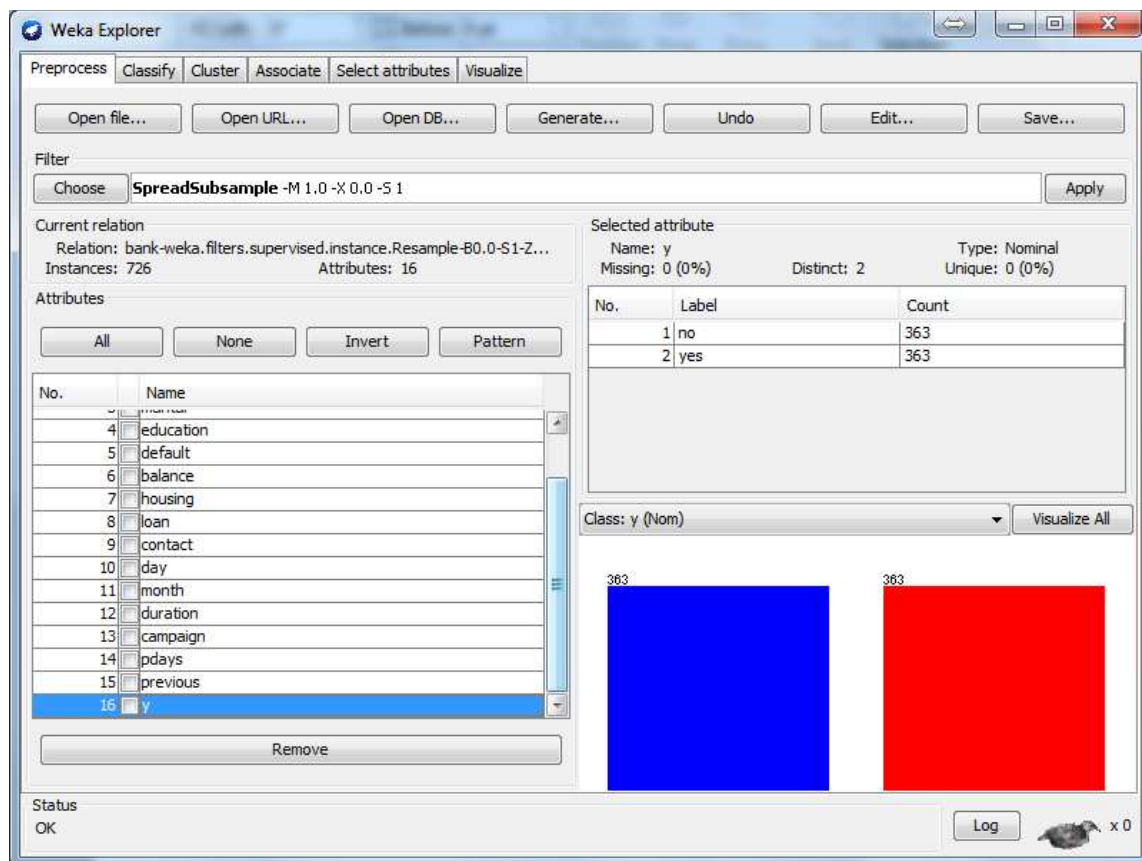 Weka Explorer
Preprocess Classify Cluster Associate Select attributes Visualize
Open file... Open URL... Open DB... Generate... Undo Edit... Save...
Filter
Choose SpreadSubsample -M 1.0 -X 0.0 -S 1 Apply
Current relation
Relation: bank-weka.filters.supervised.instance.Resample-B0.0-S1-Z...
Instances: 726 Attributes: 16
Attributes
All None Invert Pattern
No. Name
4 education
5 default
6 balance
7 housing
8 loan
9 contact
10 day
11 month
12 duration
13 campaign
14 pdays
15 previous
16 y
Remove
Selected attribute
Name: y Type: Nominal
Missing: 0 (0%) Distinct: 2 Unique: 0 (0%)
No. Label Count
1 no 363
2 yes 363
Class: y (Nom) Visualize All
363 363
Status
OK
Log x 0